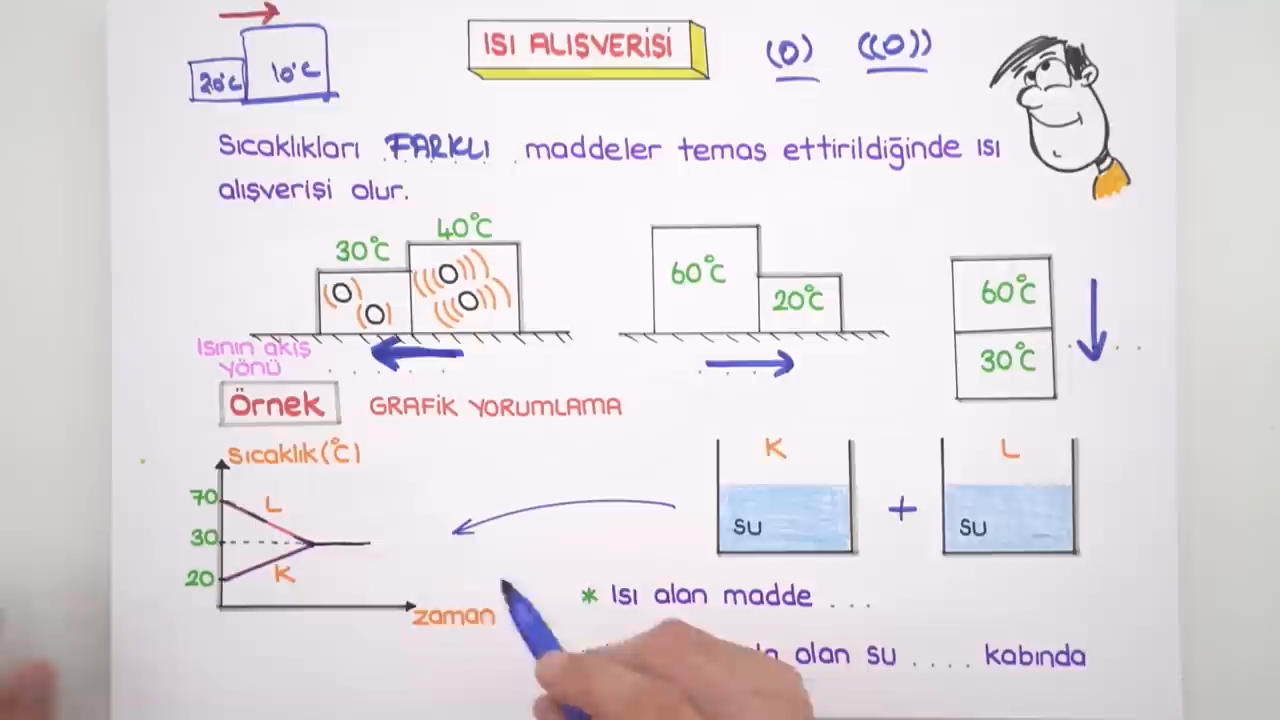 ISI ALIŞVERİŞİ
(O) ((O))
20°C 10°C
Sıcaklıkları FARKLI maddeler temas ettirildiğinde ısı
alışverişi olur.
30°C 40°C
60°C
20°C
60°C
30°C
Isının akış
yönü
Örnek GRAFİK YORUMLAMA
Sıcaklık(°C)
70
30
20
L
K
zaman
K
su
+
L
su
* Isı alan madde ...
olan su .... kabında